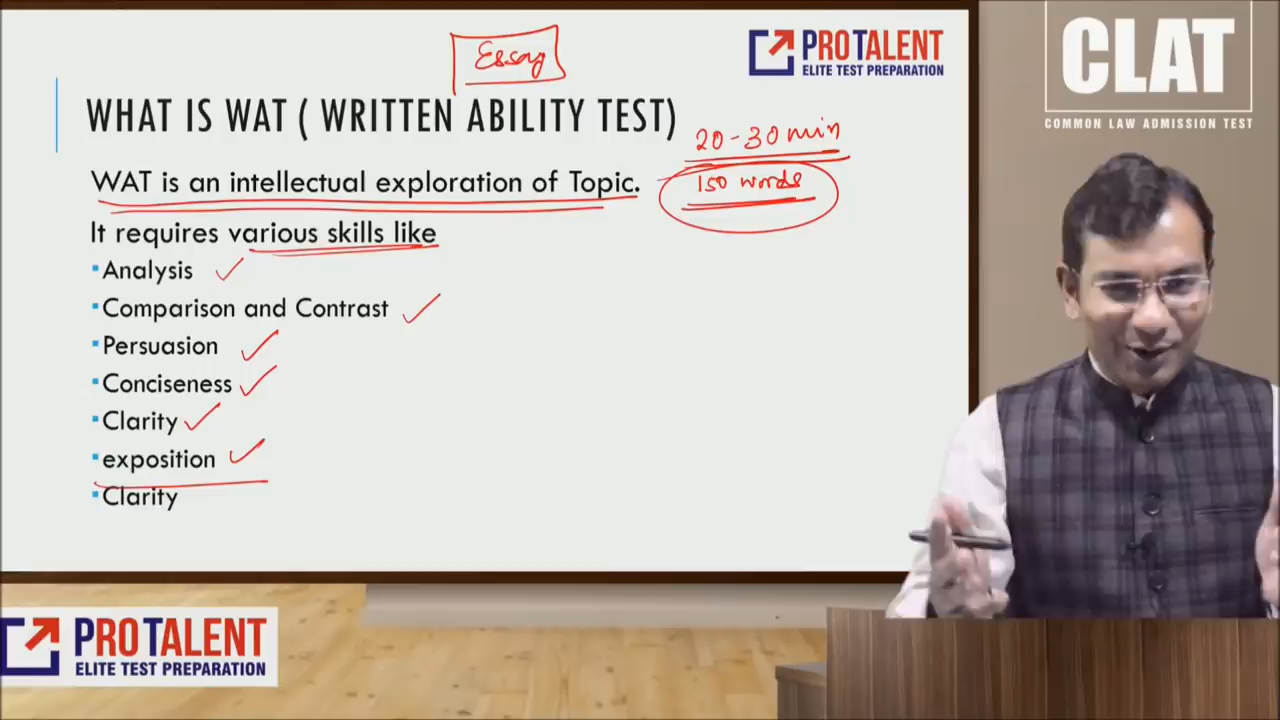 Essay
PROTALENT
ELITE TEST PREPARATION
CLAT
COMMON LAW ADMISSION TEST
WHAT IS WAT ( WRITTEN ABILITY TEST)
20-30 min
WAT is an intellectual exploration of Topic.
150 words
It requires various skills like
Analysis
Comparison and Contrast
Persuasion
Conciseness
Clarity
exposition
Clarity
PROTALENT
ELITE TEST PREPARATION